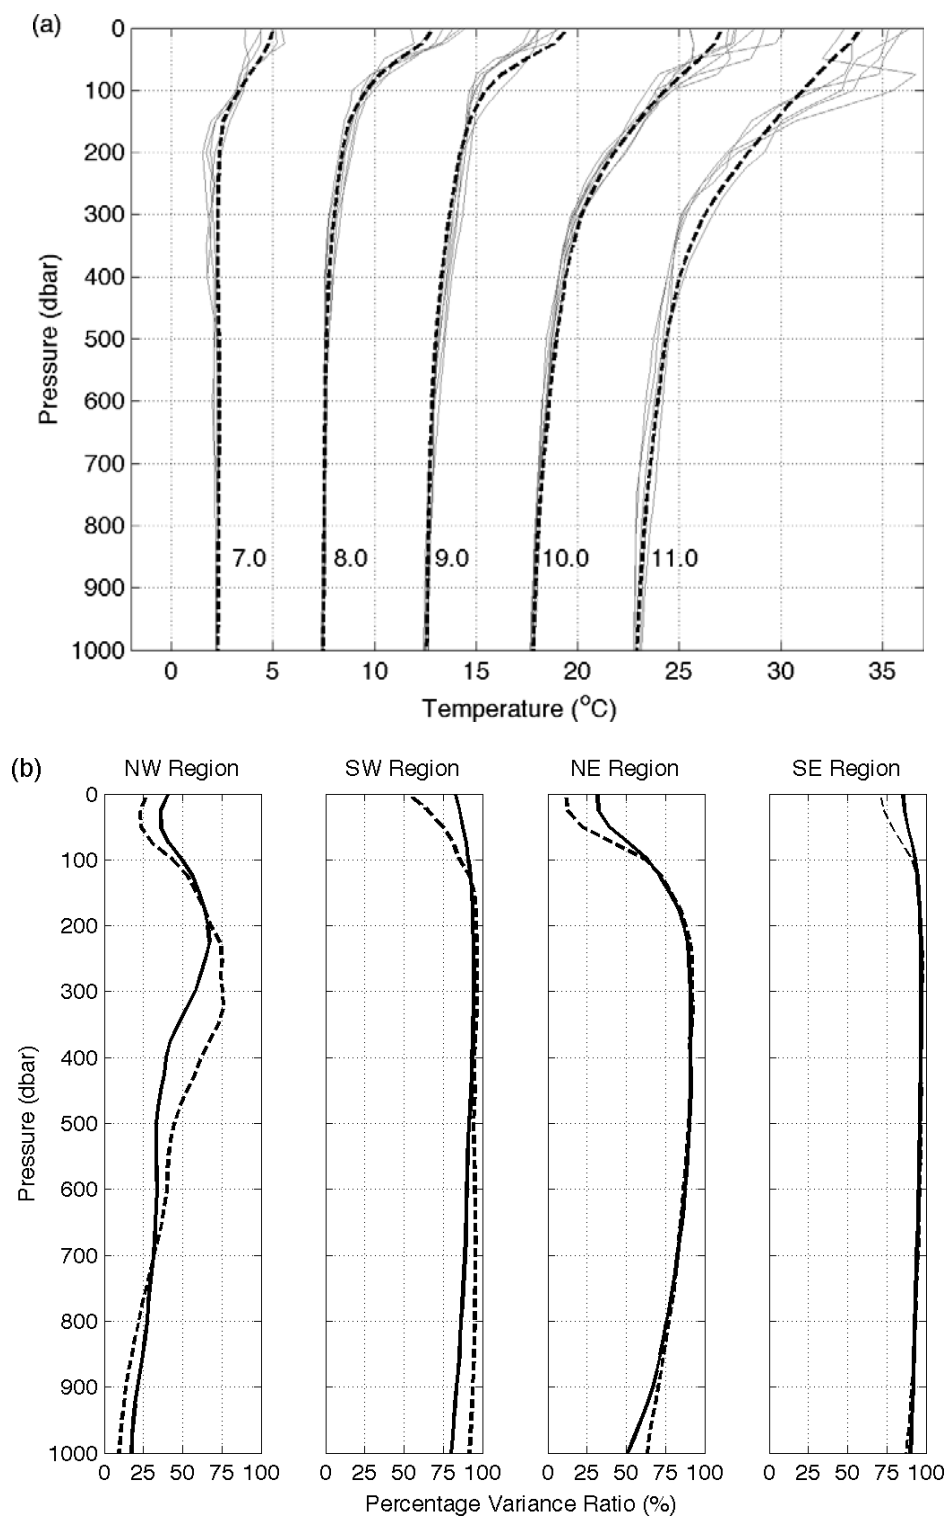 (a)
0
100
200
300
400
500
600
700
800
900
1000
Pressure (dbar)
7.0 8.0 9.0 10.0 11.0
0 5 10 15 20 25 30 35
Temperature (°C)
(b)
NW Region SW Region NE Region SE Region
0
100
200
300
400
500
600
700
800
900
1000
Pressure (dbar)
0 25 50 75 100 0 25 50 75 100 0 25 50 75 100 0 25 50 75 100
Percentage Variance Ratio (%)